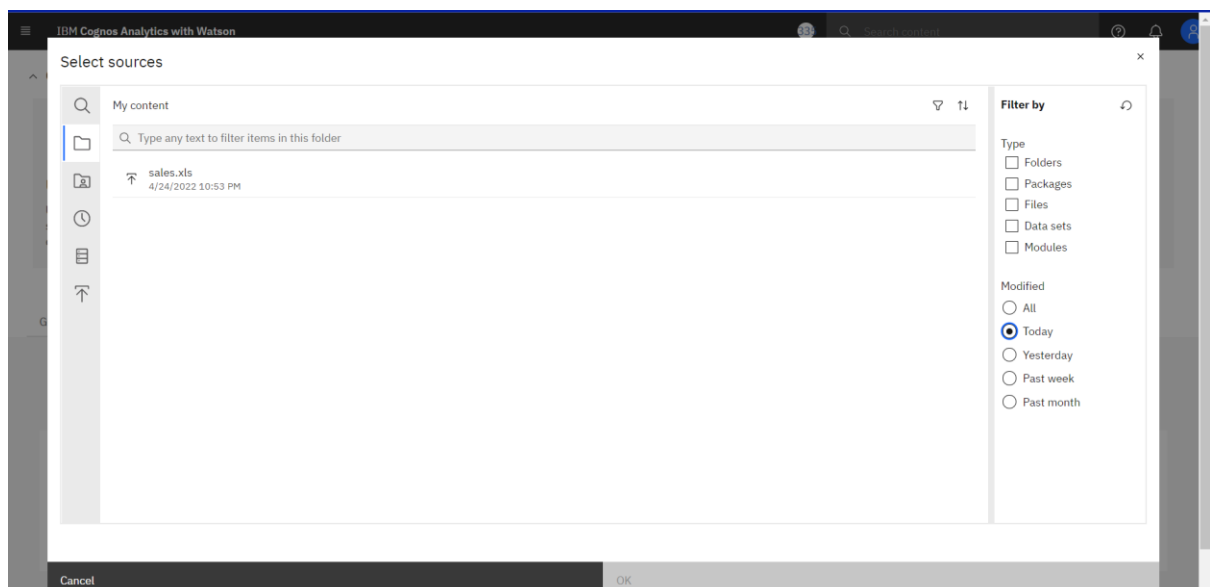 IBM Cognos Analytics with Watson
Search content
Select sources
My content
Type any text to filter items in this folder
sales.xls
4/24/2022 10:53 PM
Filter by
Type
Folders
Packages
Files
Data sets
Modules
Modified
All
Today
Yesterday
Past week
Past month
Cancel
OK